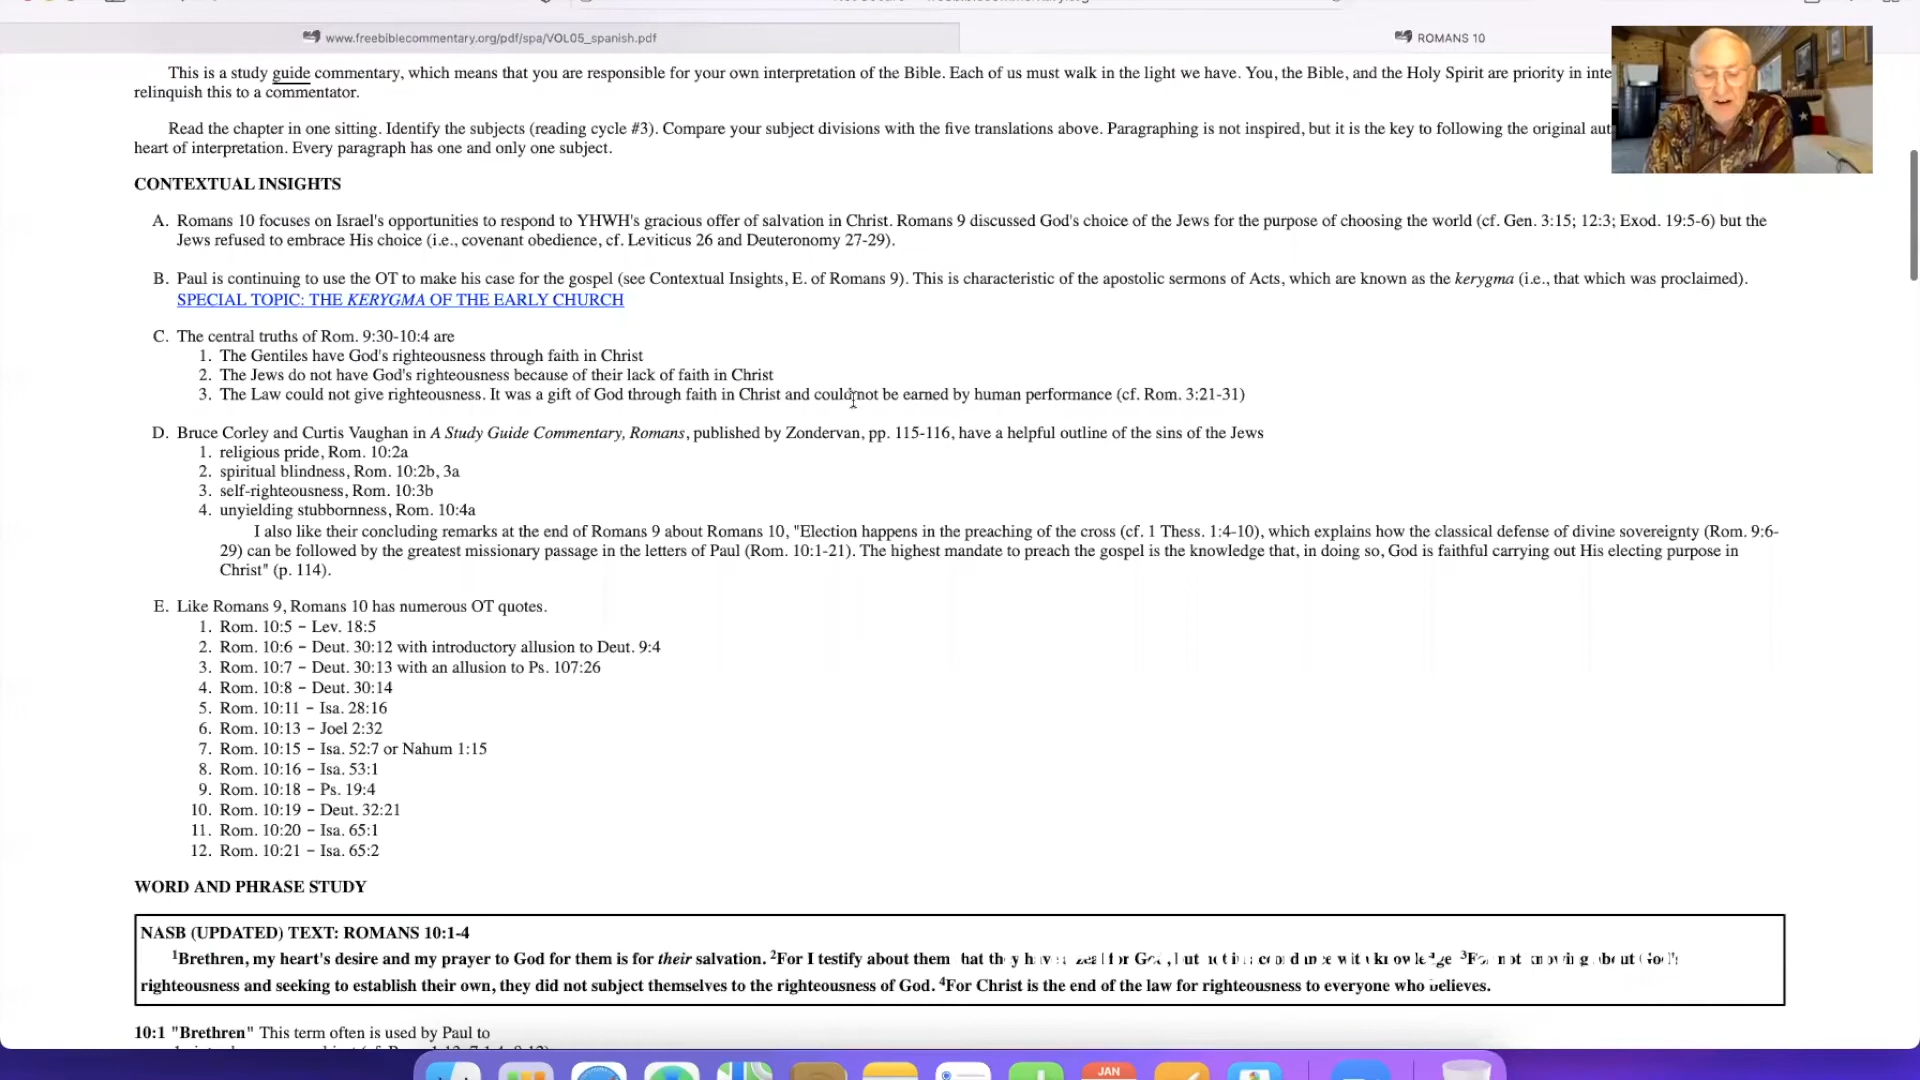 www.freebiblecommentary.org/pdf/spa/VOL05_spanish.pdf
ROMANS 10
This is a study guide commentary, which means that you are responsible for your own interpretation of the Bible. Each of us must walk in the light we have. You, the Bible, and the Holy Spirit are priority in
relinquish this to a commentator.
Read the chapter in one sitting. Identify the subjects (reading cycle #3). Compare your subject divisions with the five translations above. Paragraphing is not inspired, but it is the key to following the original
heart of interpretation. Every paragraph has one and only one subject.
CONTEXTUAL INSIGHTS
A. Romans 10 focuses on Israel's opportunities to respond to YHWH's gracious offer of salvation in Christ. Romans 9 discussed God's choice of the Jews for the purpose of choosing the world (cf. Gen. 3:15; 12:3; Exod. 19:5-6) but the
Jews refused to embrace His choice (i.e., covenant obedience, cf. Leviticus 26 and Deuteronomy 27-29).
B. Paul is continuing to use the OT to make his case for the gospel (see Contextual Insights, E. of Romans 9). This is characteristic of the apostolic sermons of Acts, which are known as the kerygma (i.e., that which was proclaimed).
SPECIAL TOPIC: THE KERYGMA OF THE EARLY CHURCH
C. The central truths of Rom. 9:30-10:4 are
1. The Gentiles have God's righteousness through faith in Christ
2. The Jews do not have God's righteousness because of their lack of faith in Christ
3. The Law could not give righteousness. It was a gift of God through faith in Christ and could not be earned by human performance (cf. Rom. 3:21-31)
D. Bruce Corley and Curtis Vaughan in A Study Guide Commentary, Romans, published by Zondervan, pp. 115-116, have a helpful outline of the sins of the Jews
1. religious pride, Rom. 10:2a
2. spiritual blindness, Rom. 10:2b, 3a
3. self-righteousness, Rom. 10:3b
4. unyielding stubbornness, Rom. 10:4a
I also like their concluding remarks at the end of Romans 9 about Romans 10, "Election happens in the preaching of the cross (cf. 1 Thess. 1:4-10), which explains how the classical defense of divine sovereignty (Rom. 9:6-
29) can be followed by the greatest missionary passage in the letters of Paul (Rom. 10:1-21). The highest mandate to preach the gospel is the knowledge that, in doing so, God is faithful carrying out His electing purpose in
Christ" (p. 114).
E. Like Romans 9, Romans 10 has numerous OT quotes.
1. Rom. 10:5 – Lev. 18:5
2. Rom. 10:6 – Deut. 30:12 with introductory allusion to Deut. 9:4
3. Rom. 10:7 – Deut. 30:13 with an allusion to Ps. 107:26
4. Rom. 10:8 – Deut. 30:14
5. Rom. 10:11 – Isa. 28:16
6. Rom. 10:13 – Joel 2:32
7. Rom. 10:15 – Isa. 52:7 or Nahum 1:15
8. Rom. 10:16 – Isa. 53:1
9. Rom. 10:18 – Ps. 19:4
10. Rom. 10:19 – Deut. 32:21
11. Rom. 10:20 – Isa. 65:1
12. Rom. 10:21 – Isa. 65:2
WORD AND PHRASE STUDY
NASB (UPDATED) TEXT: ROMANS 10:1-4
1Brethren, my heart's desire and my prayer to God for them is for their salvation. 2For I testify about them
righteousness and seeking to establish their own, they did not subject themselves to the righteousness of God. 4For Christ is the end of the law for righteousness to everyone who believes.
10:1 "Brethren" This term often is used by Paul to
JAN